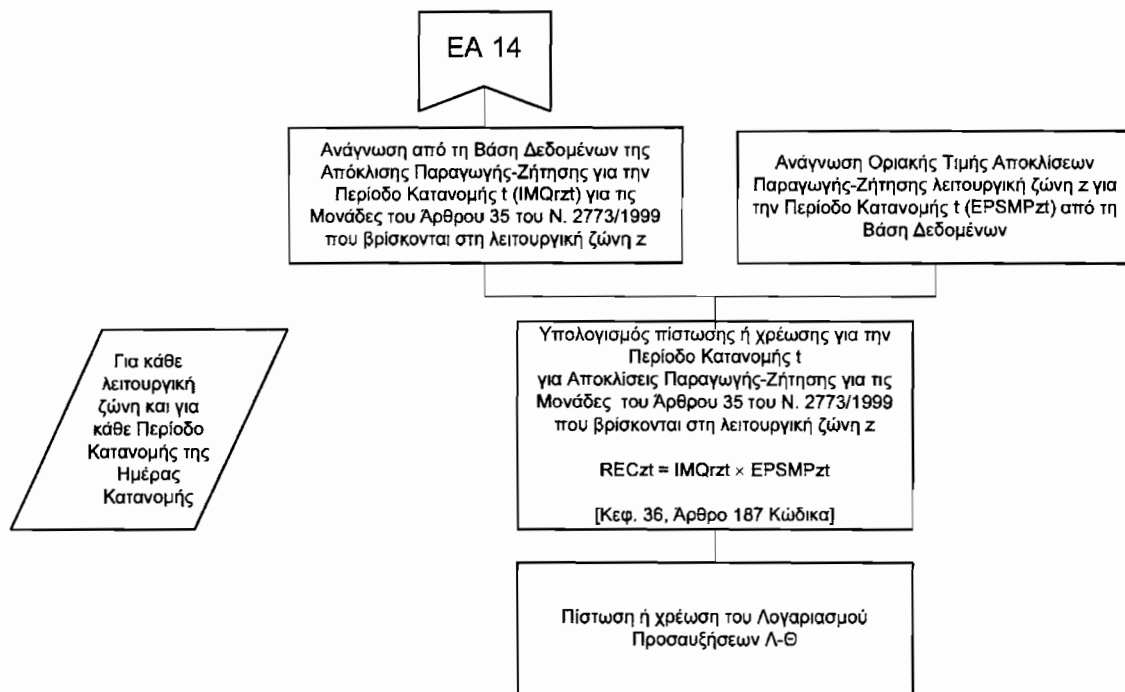 ΕΑ 14
Ανάγνωση από τη Βάση Δεδομένων της
Απόκλισης Παραγωγής-Ζήτησης για την
Περίοδο Κατανομής t (IMQrzt) για τις
Μονάδες του Άρθρου 35 του Ν. 2773/1999
που βρίσκονται στη λειτουργική ζώνη z
Ανάγνωση Οριακής Τιμής Αποκλίσεων
Παραγωγής-Ζήτησης λειτουργική ζώνη z για
την Περίοδο Κατανομής t (EPSMPzt) από τη
Βάση Δεδομένων
Για κάθε
λειτουργική
ζώνη και για
κάθε Περίοδο
Κατανομής της
Ημέρας
Κατανομής
Υπολογισμός πίστωσης ή χρέωσης για την
Περίοδο Κατανομής t
για Αποκλίσεις Παραγωγής-Ζήτησης για τις
Μονάδες του Άρθρου 35 του Ν. 2773/1999
που βρίσκονται στη λειτουργική ζώνη z
RECzt = IMQrzt × EPSMPzt
[Κεφ. 36, Άρθρο 187 Κώδικα]
Πίστωση ή χρέωση του Λογαριασμού
Προσαυξήσεων Λ-Θ